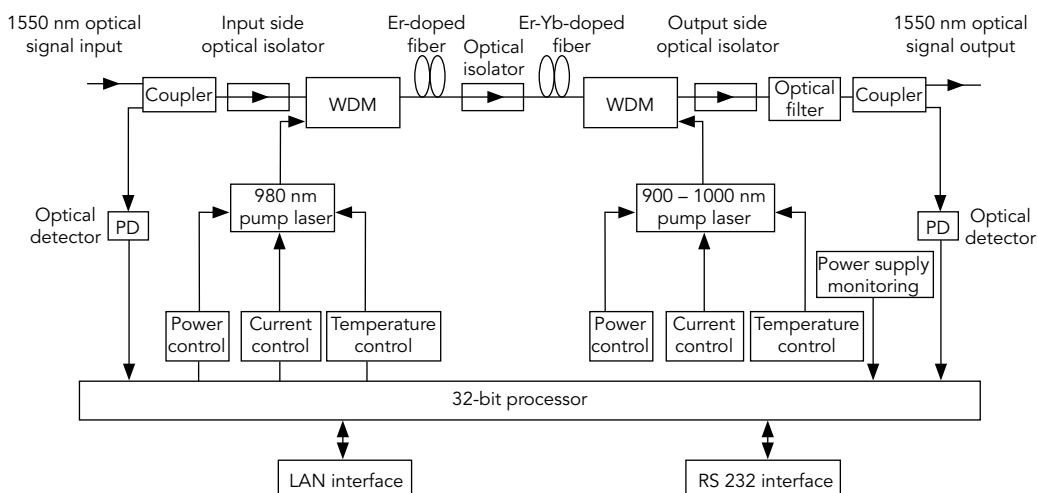 1550 nm optical
signal input
Input side
optical isolator
Er-doped
fiber
Optical
isolator
Er-Yb-doped
fiber
Output side
optical isolator
1550 nm optical
signal output
Coupler
WDM
WDM
Optical
filter
Coupler
980 nm
pump laser
900 – 1000 nm
pump laser
Optical
detector
PD
PD
Optical
detector
Power supply
monitoring
Power
control
Current
control
Temperature
control
Power
control
Current
control
Temperature
control
32-bit processor
LAN interface
RS 232 interface